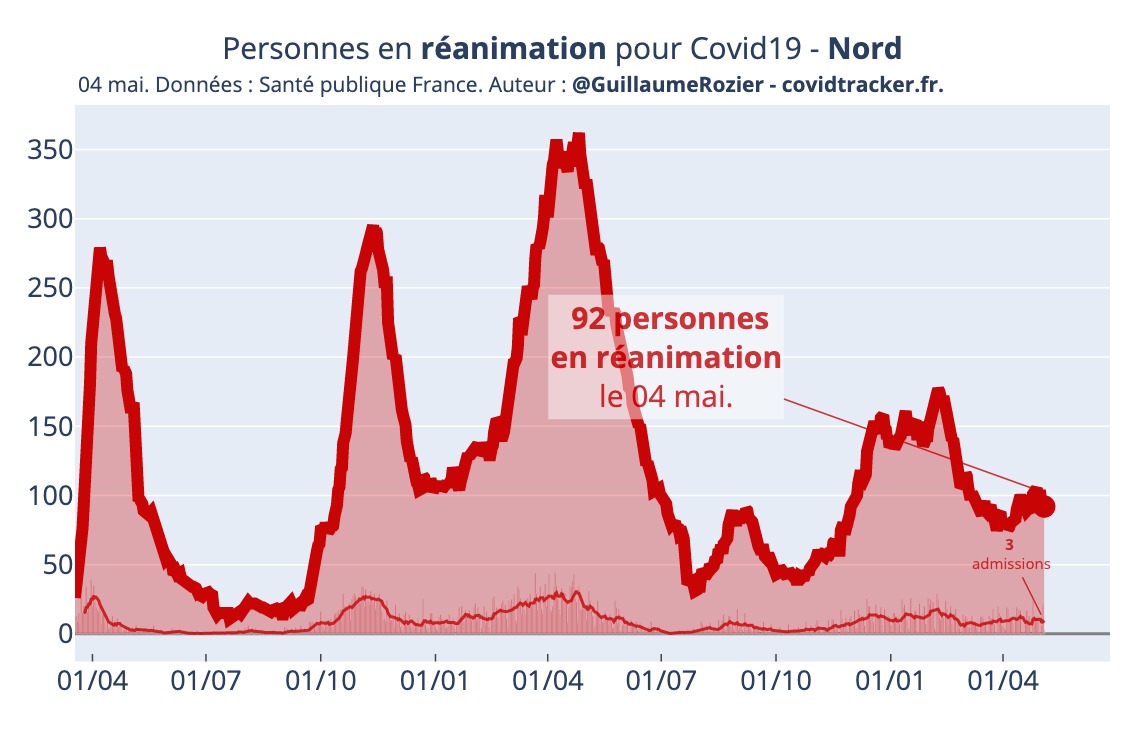 Personnes en réanimation pour Covid19 - Nord
04 mai. Données : Santé publique France. Auteur : @GuillaumeRozier - covidtracker.fr.
350
300
250
200
150
100
50
0
92 personnes
en réanimation
le 04 mai.
3
admissions
01/04 01/07 01/10 01/01 01/04 01/07 01/10 01/01 01/04